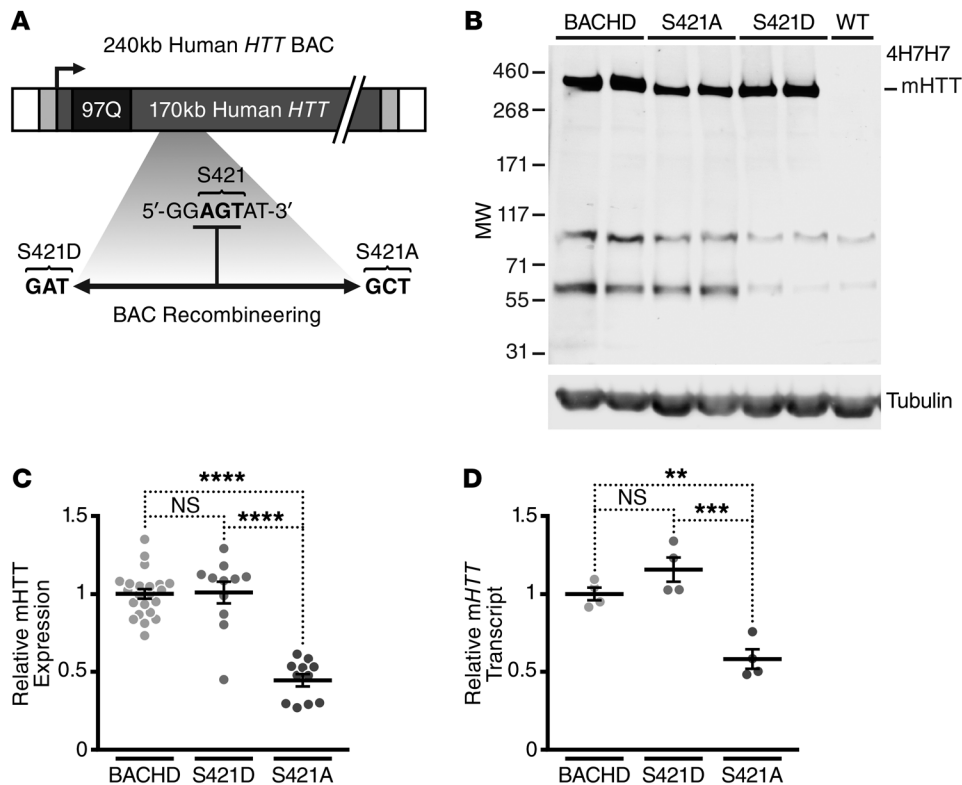 A
240kb Human HTT BAC
97Q 170kb Human HTT
S421
5′-GGAGTAT-3′
S421D
GAT
S421A
GCT
BAC Recombineering
B
BACHD S421A S421D WT
4H7H7
MW
460
268
171
117
71
55
31
mHTT
Tubulin
C
****
NS
****
Relative mHTT
Expression
1.5
1
0.5
0
BACHD S421D S421A
D
**
NS
***
Relative mHTT
Transcript
1.5
1
0.5
0
BACHD S421D S421A